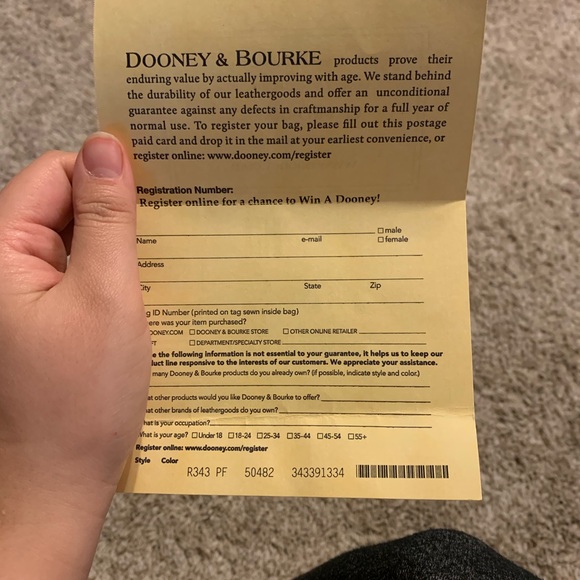 DOONEY & BOURKE products prove their
enduring value by actually improving with age. We stand behind
the durability of our leathergoods and offer an unconditional
guarantee against any defects in craftmanship for a full year of
normal use. To register your bag, please fill out this postage
paid card and drop it in the mail at your earliest convenience, or
register online: www.dooney.com/register
Registration Number:
Register online for a chance to Win A Dooney!
☐ male
Name e-mail ☐ female
Address
City State Zip
ID Number (printed on tag sewn inside bag)
was your item purchased?
☐ DOONEY & BOURKE STORE ☐ OTHER ONLINE RETAILER
☐ DEPARTMENT/SPECIALTY STORE
the following information is not essential to your guarantee, it helps us to keep our
line responsive to the interests of our customers. We appreciate your assistance.
many Dooney & Bourke products do you already own? (if possible, indicate style and color.)
other products would you like Dooney & Bourke to offer?
other brands of leathergoods do you own?
is your occupation?
What is your age? ☐ Under 18 ☐ 18-24 ☐ 25-34 ☐ 35-44 ☐ 45-54 ☐ 55+
Register online: www.dooney.com/register
Style Color
R343 PF 50482 343391334